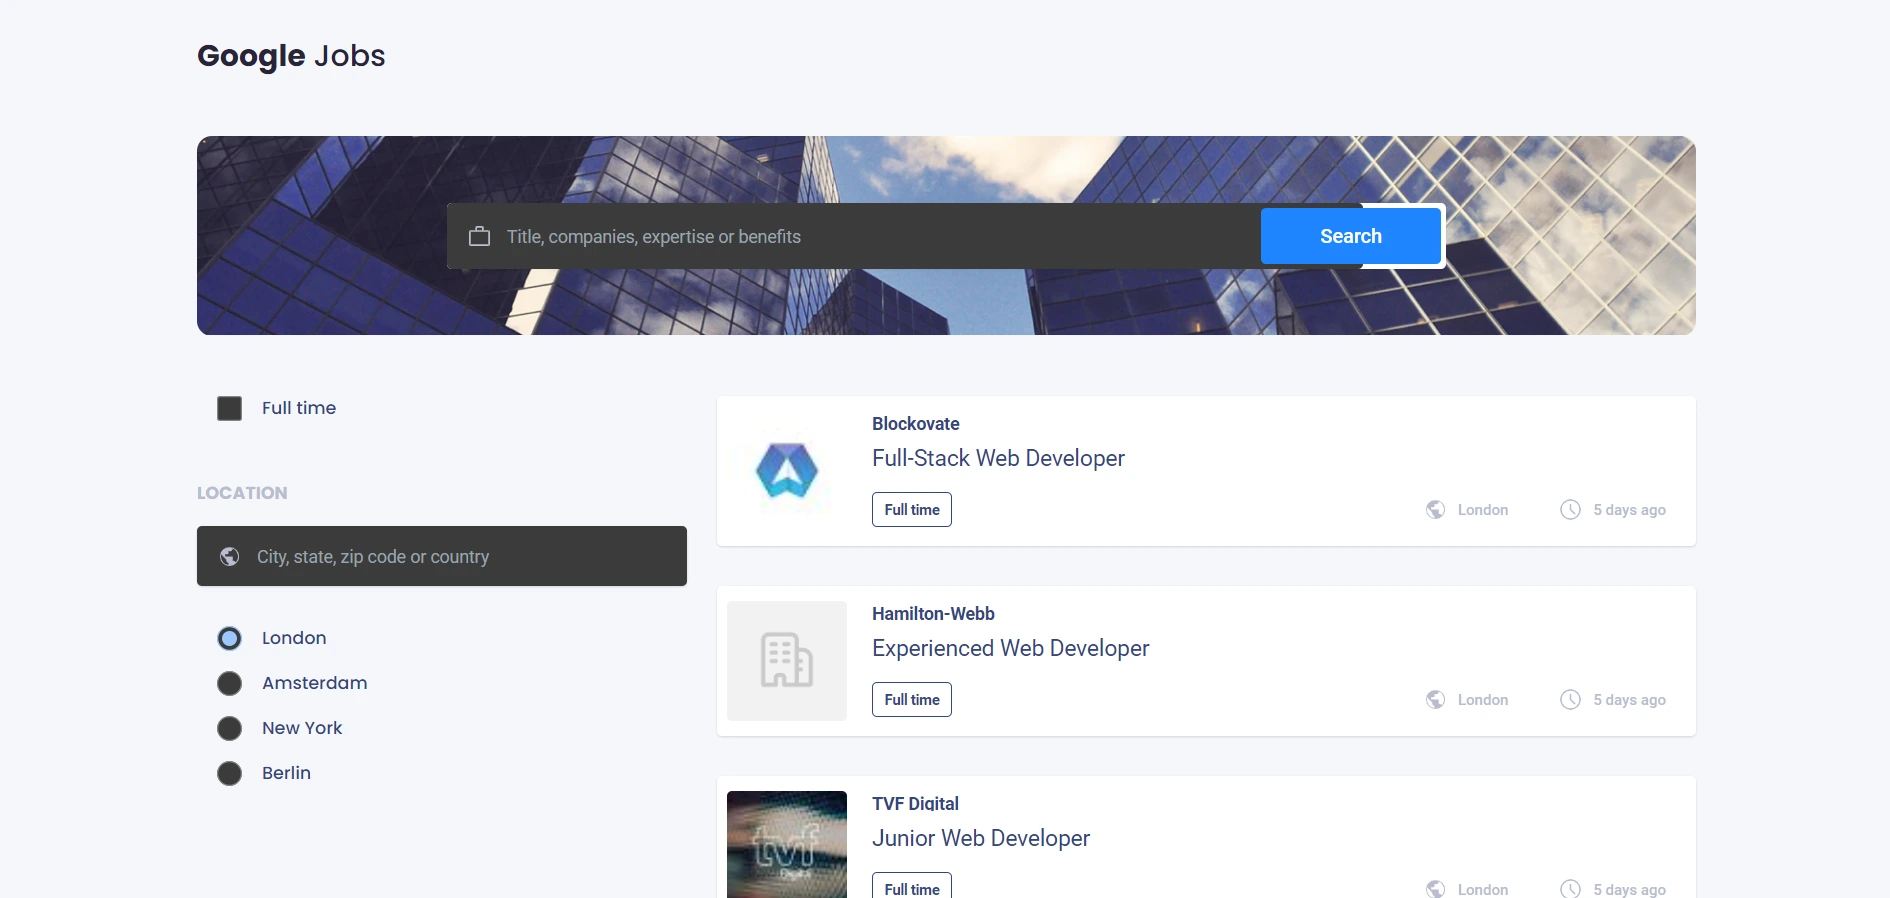 Google Jobs
Title, companies, expertise or benefits
Search
Full time
LOCATION
City, state, zip code or country
London
Amsterdam
New York
Berlin
Blockovate
Full-Stack Web Developer
Full time
London
5 days ago
Hamilton-Webb
Experienced Web Developer
Full time
London
5 days ago
tvf
Digital
TVF Digital
Junior Web Developer
Full time
London
5 days ago